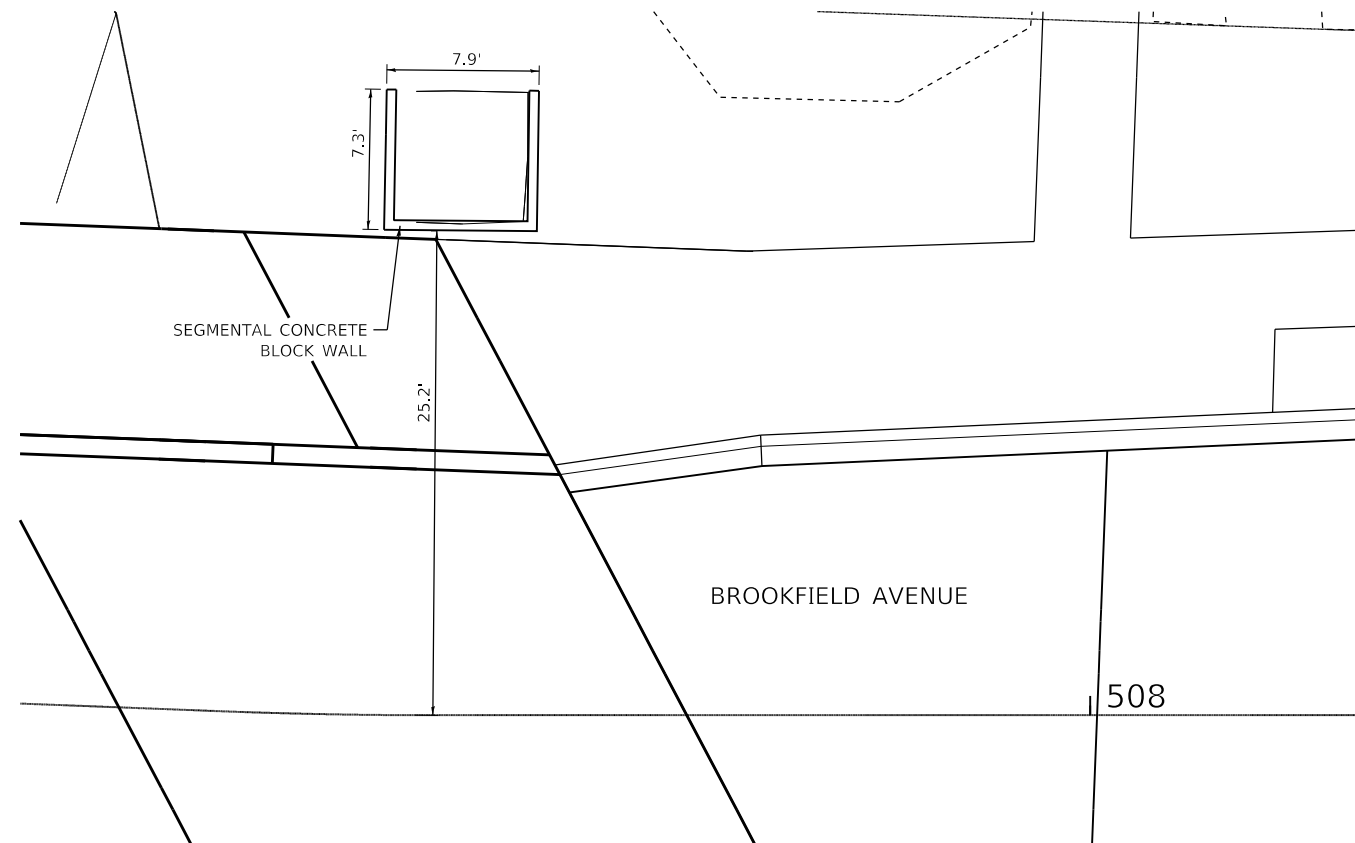 7.9'
7.3'
SEGMENTAL CONCRETE
BLOCK WALL
25.2'
BROOKFIELD AVENUE
508